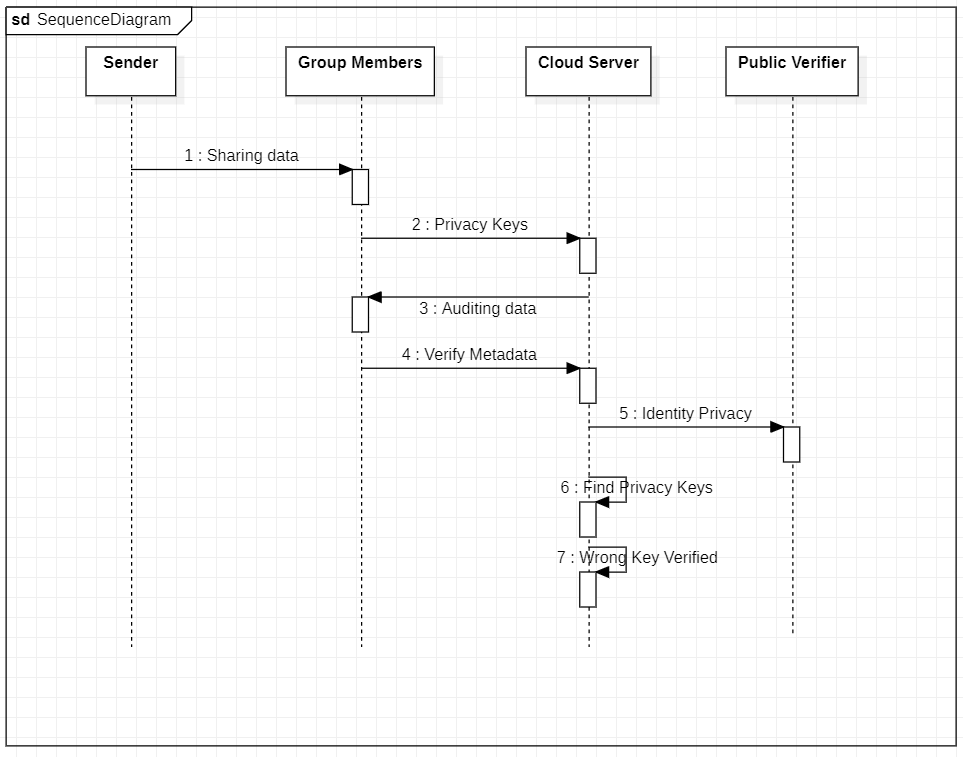 sd SequenceDiagram
Sender
Group Members
Cloud Server
Public Verifier
1 : Sharing data
2 : Privacy Keys
3 : Auditing data
4 : Verify Metadata
5 : Identity Privacy
6 : Find Privacy Keys
7 : Wrong Key Verified